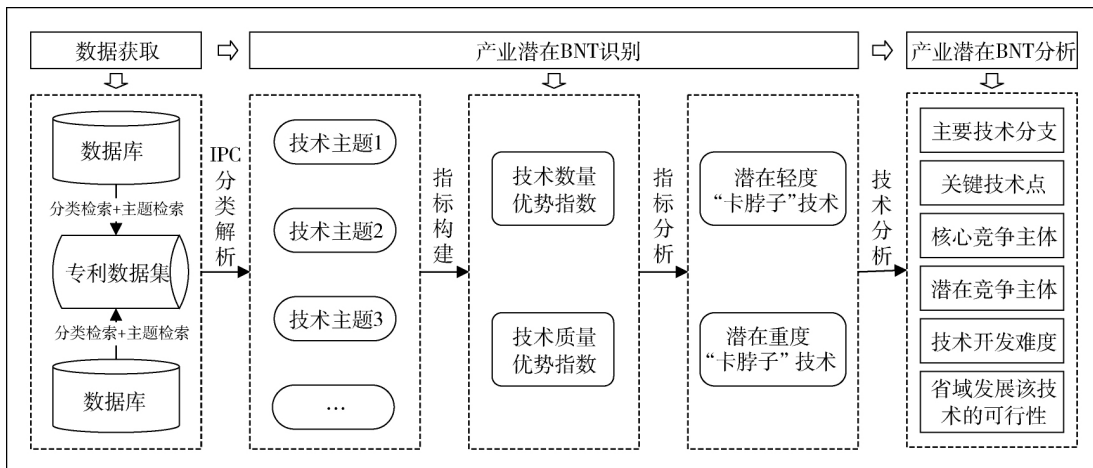 数据获取
产业潜在BNT识别
产业潜在BNT分析
数据库
分类检索+主题检索
专利数据集
分类检索+主题检索
数据库
IPC
分
类
解
析
技术主题1
技术主题2
技术主题3
…
指
标
构
建
技术数量
优势指数
技术质量
优势指数
指
标
分
析
潜在轻度
“卡脖子”技术
潜在重度
“卡脖子”技术
技
术
分
析
主要技术分支
关键技术点
核心竞争主体
潜在竞争主体
技术开发难度
省域发展该技
术的可行性